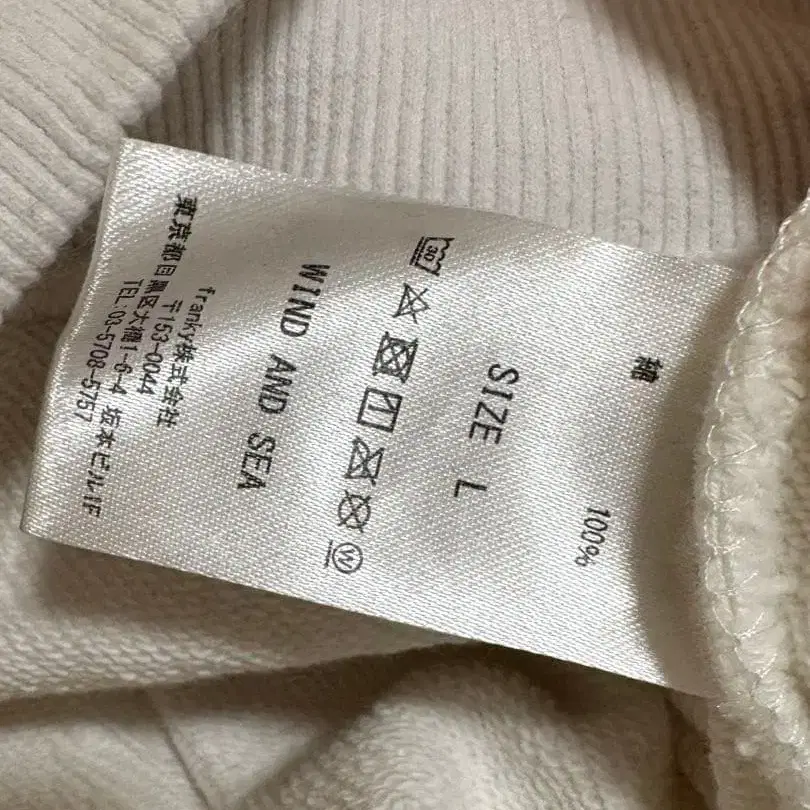 綿 100%
SIZE L
30
W
WIND AND SEA
franky株式会社
〒153-0044
東京都目黒区大橋1-6-4 坂本ビル1F
TEL:03-5708-5757